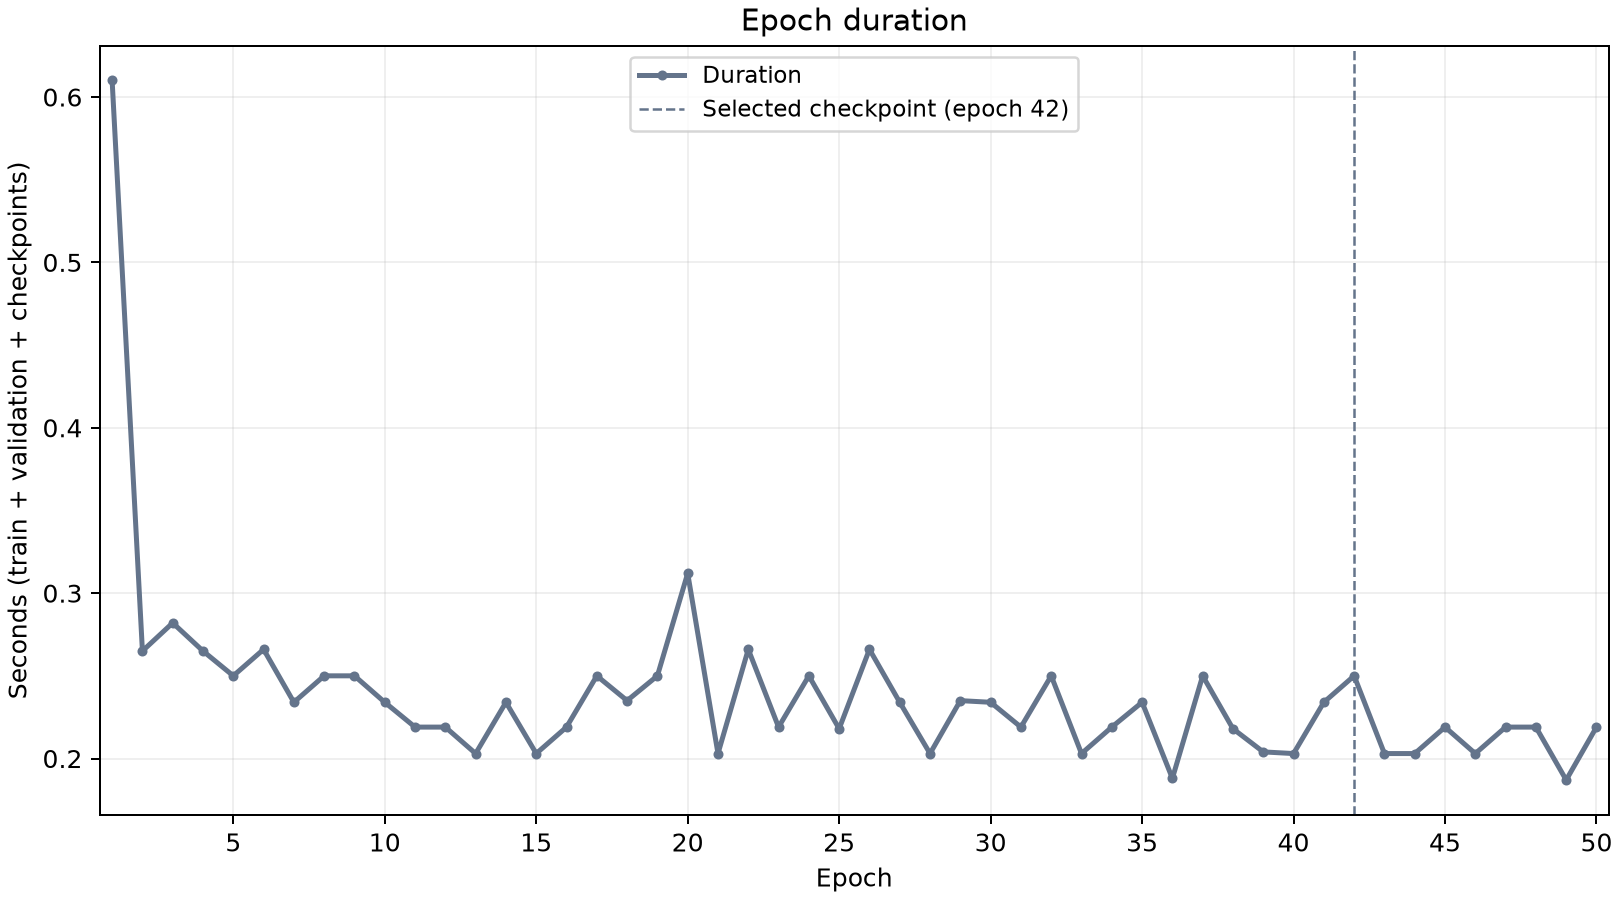 Epoch duration
Duration
Selected checkpoint (epoch 42)
Seconds (train + validation + checkpoints)
0.6
0.5
0.4
0.3
0.2
5 10 15 20 25 30 35 40 45 50
Epoch